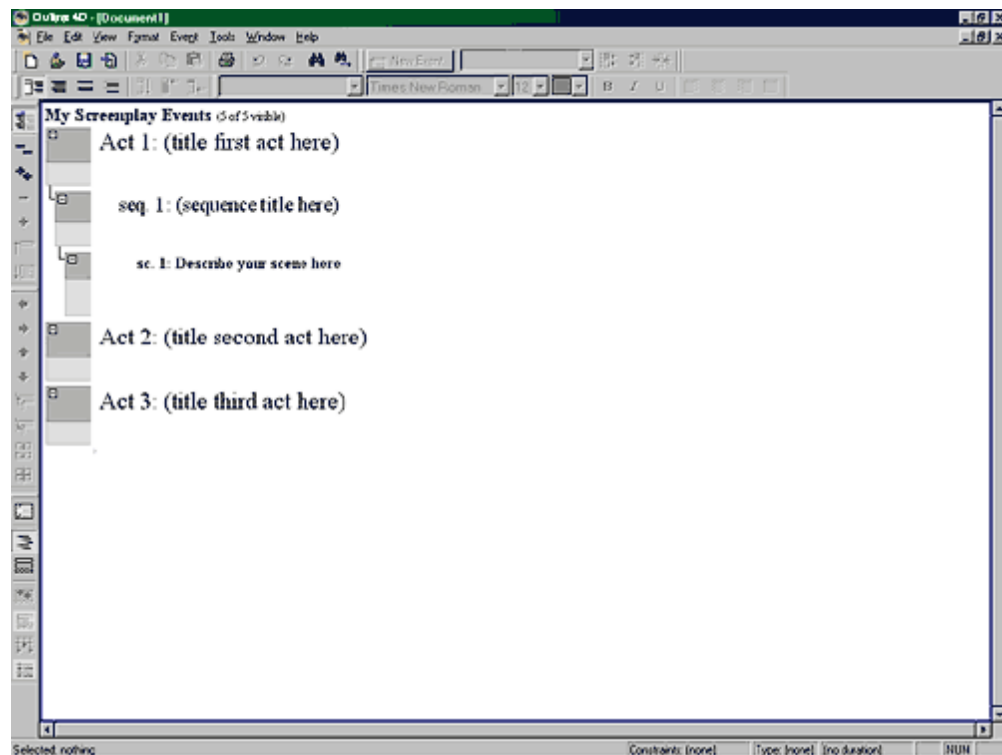 Outline 4D - [Document1]
File Edit View Format Event Tools Window Help
New Event
Times New Roman 12 B I U
My Screenplay Events (5 of 5 visible)
Act 1: (title first act here)
seq. 1: (sequence title here)
sc. 1: Describe your scene here
Act 2: (title second act here)
Act 3: (title third act here)
Selected: nothing Constraints: [none] Type: [none] [no duration] NUM